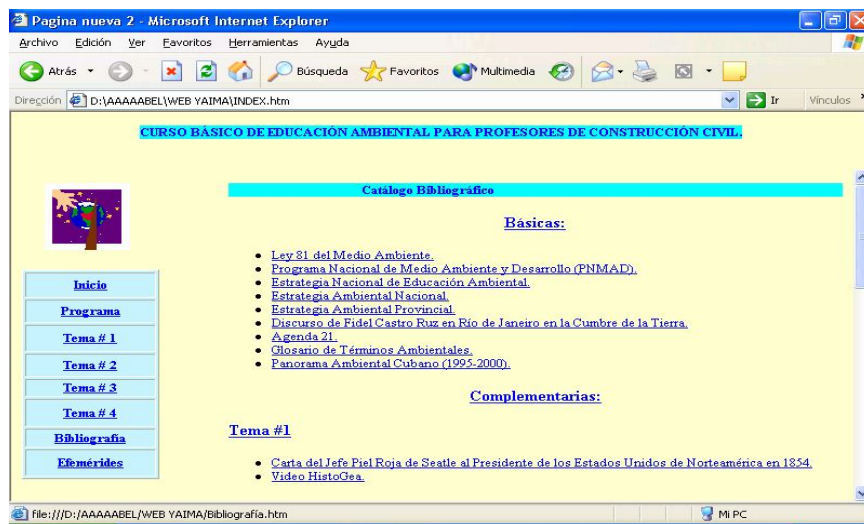 Pagina nueva 2 - Microsoft Internet Explorer
Archivo Edición Ver Favoritos Herramientas Ayuda
Atrás Búsqueda Favoritos Multimedia
Dirección D:\AAAAABEL\WEB YAIMA\INDEX.htm Ir Vínculos
CURSO BÁSICO DE EDUCACIÓN AMBIENTAL PARA PROFESORES DE CONSTRUCCIÓN CIVIL.
Catálogo Bibliográfico
Básicas:
Ley 81 del Medio Ambiente.
Programa Nacional de Medio Ambiente y Desarrollo (PNMAD).
Estrategia Nacional de Educación Ambiental.
Estrategia Ambiental Nacional.
Estrategia Ambiental Provincial.
Discurso de Fidel Castro Ruz en Río de Janeiro en la Cumbre de la Tierra.
Agenda 21.
Glosario de Términos Ambientales.
Panorama Ambiental Cubano (1995-2000).
Complementarias:
Tema #1
Carta del Jefe Piel Roja de Seatle al Presidente de los Estados Unidos de Norteamérica en 1854.
Video HistoGea.
Inicio
Programa
Tema # 1
Tema # 2
Tema # 3
Tema # 4
Bibliografía
Efemérides
file:///D:/AAAAABEL/WEB YAIMA/Bibliografía.htm Mi PC